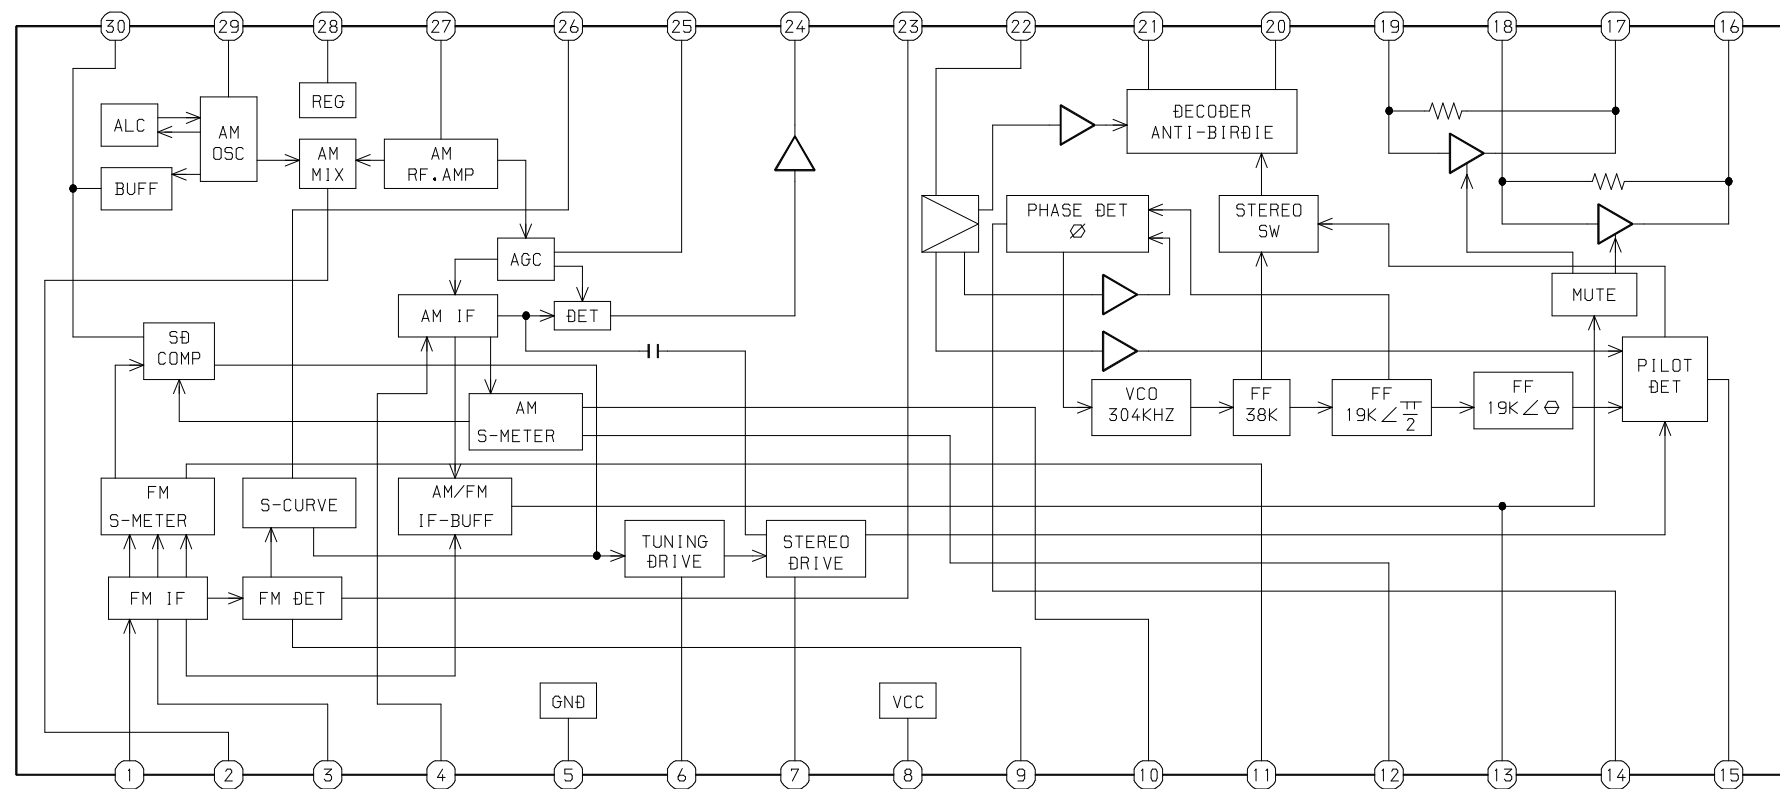 30 29 28 27 26 25 24 23 22 21 20 19 18 17 16
REG
ALC
AM
OSC
AM
MIX
AM
RF.AMP
BUFF
DECODER
ANTI-BIRDIE
PHASE DET
Ø
STEREO
SW
AGC
AM IF
DET
MUTE
SD
COMP
PILOT
DET
AM
S-METER
VCO
304KHZ
FF
38K
FF
19K∠π/2
FF
19K∠θ
FM
S-METER
S-CURVE
AM/FM
IF-BUFF
TUNING
DRIVE
STEREO
DRIVE
FM IF
FM DET
GND
VCC
1 2 3 4 5 6 7 8 9 10 11 12 13 14 15